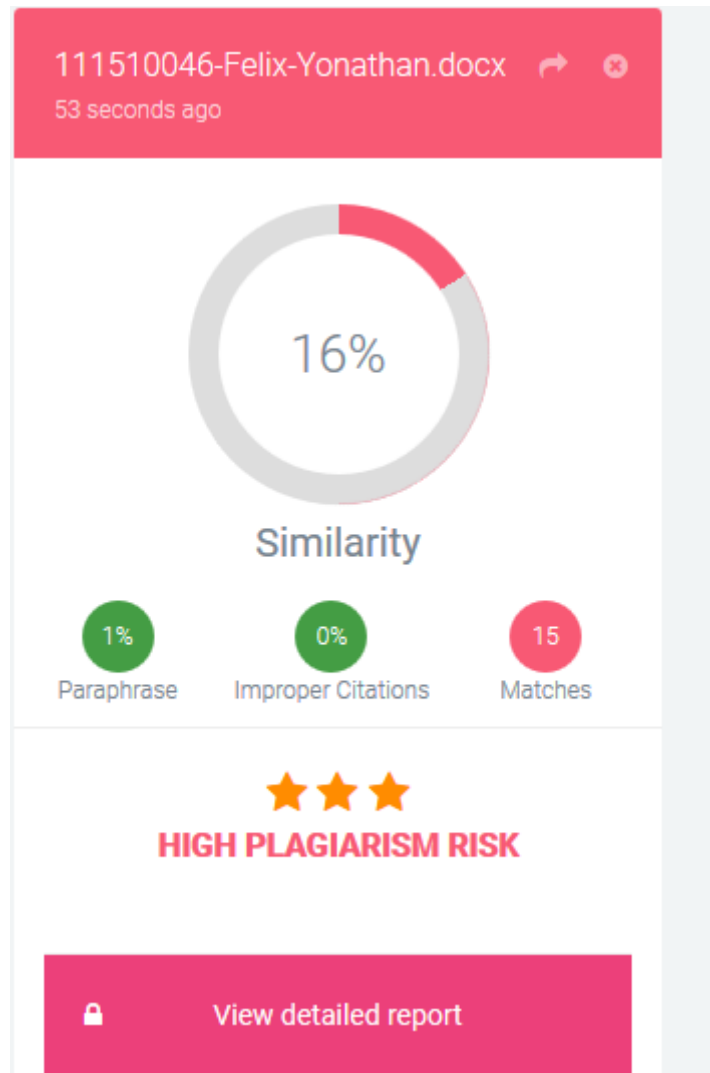 111510046-Felix-Yonathan.docx
53 seconds ago
16%
Similarity
1% 0% 15
Paraphrase Improper Citations Matches
HIGH PLAGIARISM RISK
View detailed report